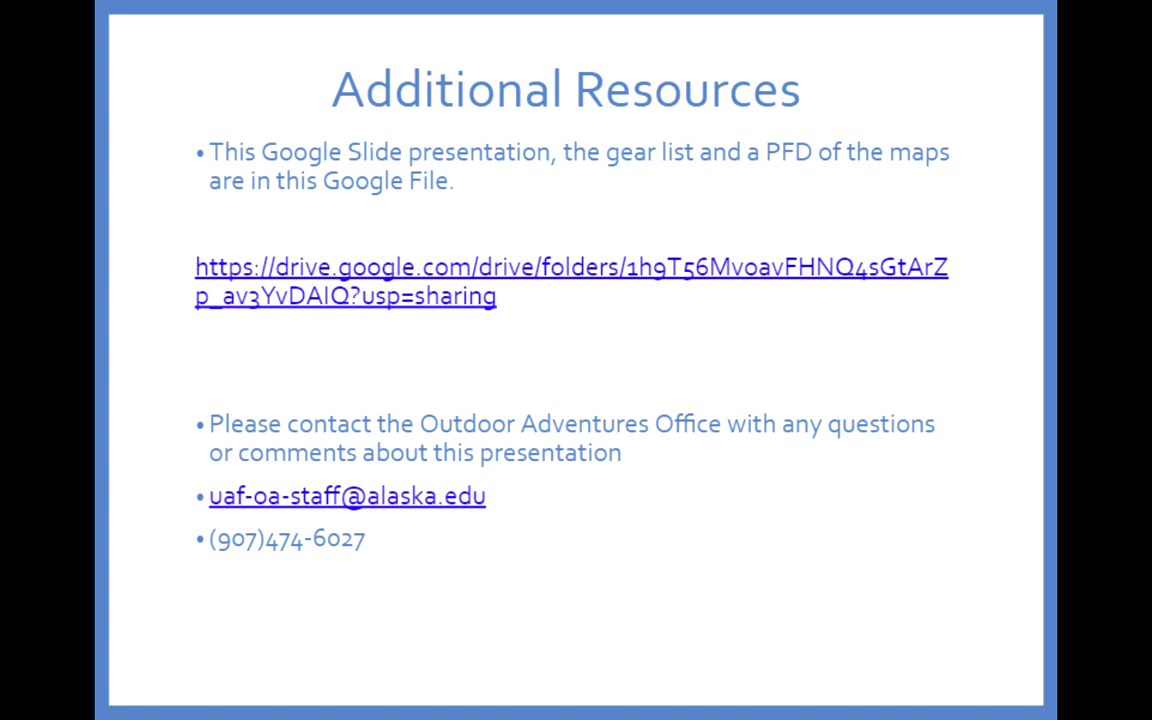 Additional Resources
• This Google Slide presentation, the gear list and a PFD of the maps
are in this Google File.
https://drive.google.com/drive/folders/1h9T56MvoavFHNQ4sGtArZ
p_av3YvDAIQ?usp=sharing
• Please contact the Outdoor Adventures Office with any questions
or comments about this presentation
• uaf-oa-staff@alaska.edu
• (907)474-6027